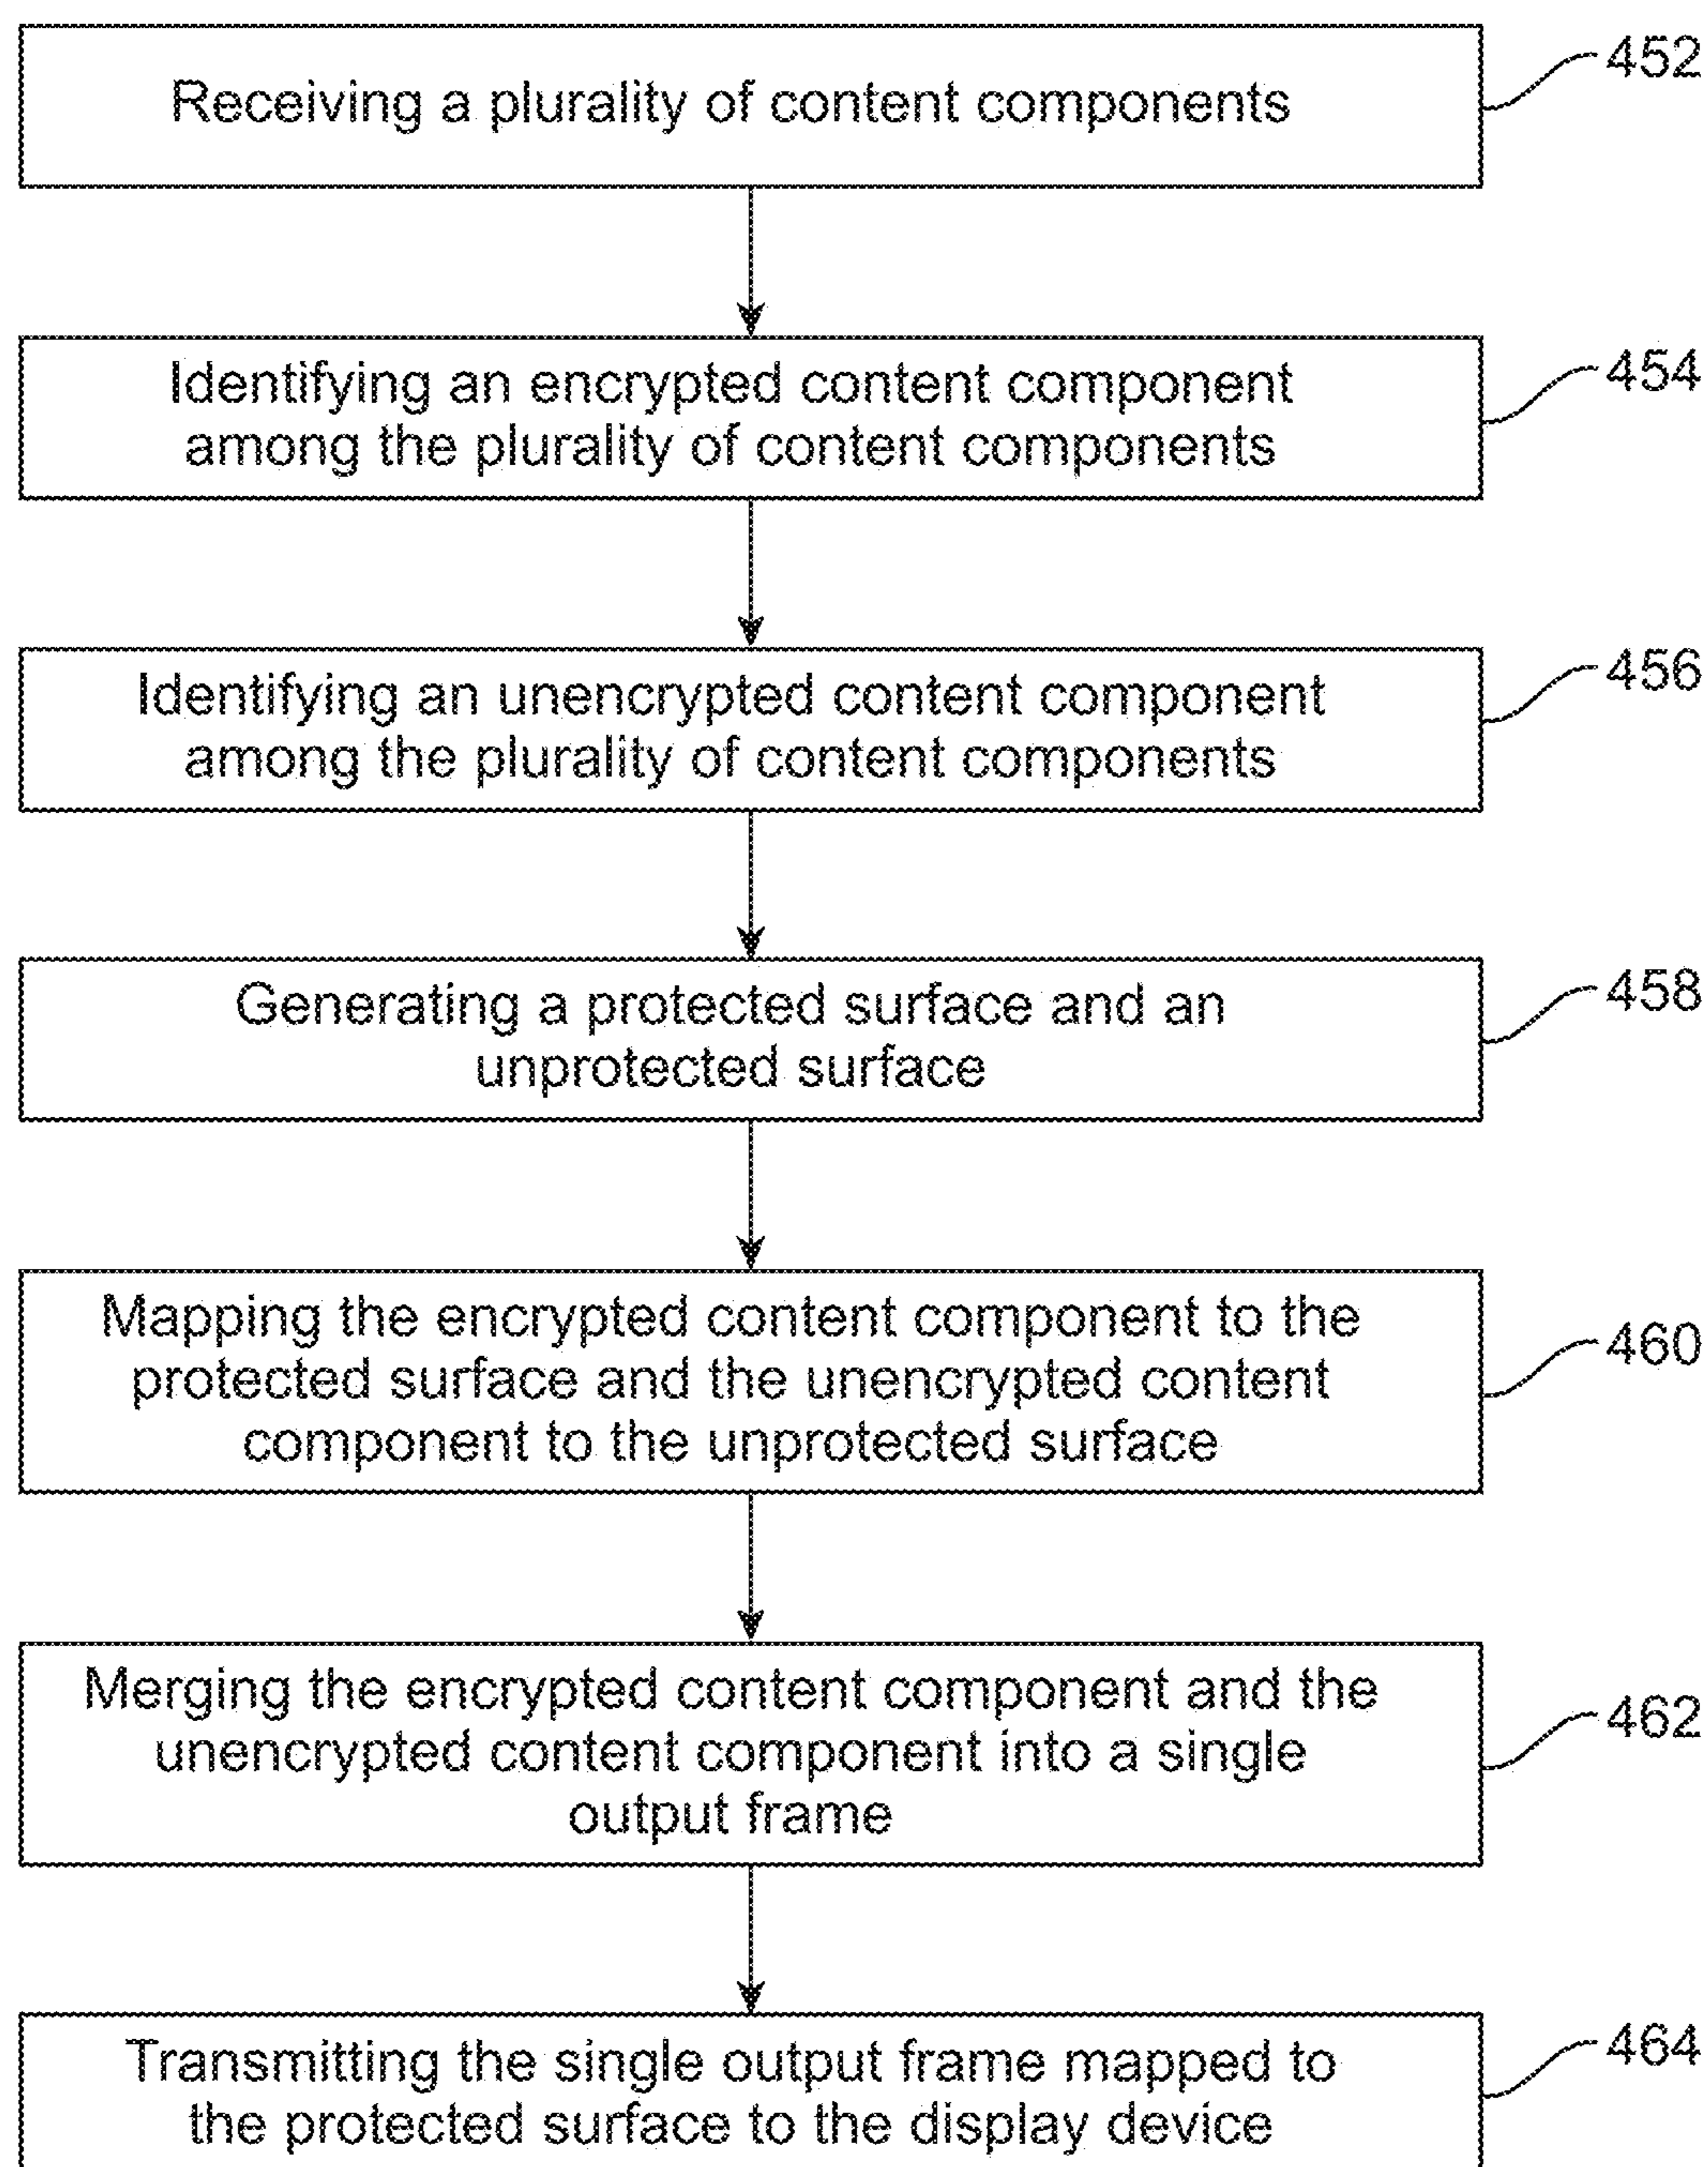 Receiving a plurality of content components
452
Identifying an encrypted content component
among the plurality of content components
454
Identifying an unencrypted content component
among the plurality of content components
456
Generating a protected surface and an
unprotected surface
458
Mapping the encrypted content component to the
protected surface and the unencrypted content
component to the unprotected surface
460
Merging the encrypted content component and the
unencrypted content component into a single
output frame
462
Transmitting the single output frame mapped to
the protected surface to the display device
464